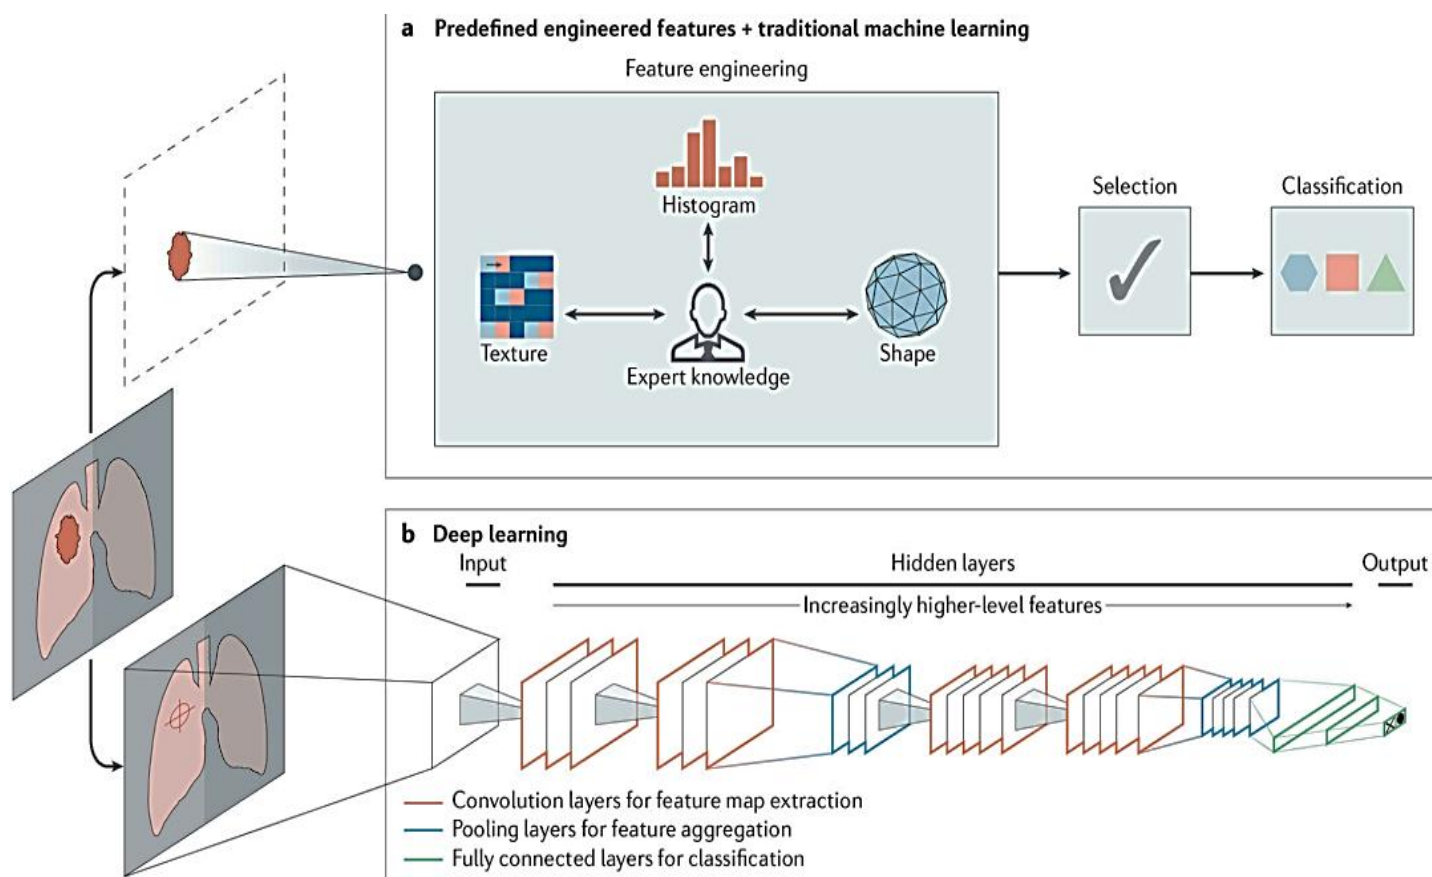 a Predefined engineered features + traditional machine learning
Feature engineering
Histogram
Texture
Expert knowledge
Shape
Selection
Classification
b Deep learning
Input
Hidden layers
Output
Increasingly higher-level features
Convolution layers for feature map extraction
Pooling layers for feature aggregation
Fully connected layers for classification